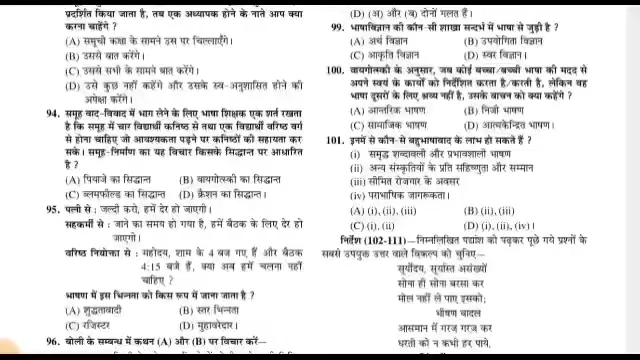 प्रदर्शित किया जाता है, तब एक अध्यापक होने के नाते आप क्या
करना चाहेंगे ?
(A) समूची कक्षा के सामने उस पर चिल्लाएँगे।
(B) उससे बात करेंगे।
(C) उससे सभी के सामने बात करेंगे।
(D) उसे कुछ नहीं कहेंगे और उसके स्व-अनुशासित होने की
अपेक्षा करेंगे।
94. समूह वाद-विवाद में भाग लेने के लिए भाषा शिक्षक एक शर्त रखता
है कि समूह में चार विद्यार्थी कनिष्ठ से तथा एक विद्यार्थी वरिष्ठ वर्ग
से होना चाहिए जो आवश्यकता पड़ने पर कनिष्ठों की सहायता कर
सके। समूह-निर्माण का यह विचार किसके सिद्धान्त पर आधारित
है ?
(A) पियाजे का सिद्धान्त (B) वायगोत्सकी का सिद्धान्त
(C) ब्लमफील्ड का सिद्धान्त (D) क्रैशन का सिद्धान्त।
95. पत्नी से : जल्दी करो, हमें देर हो जाएगी।
सहकर्मी से : जाने का समय हो गया है, हमें बैठक के लिए देर हो
जाएगी।
वरिष्ठ नियोक्ता से : महोदय, शाम के 4 बज गए हैं और बैठक
4:15 बजे हैं, क्या अब हमें चलना नहीं
चाहिए ?
भाषण में इस भिन्नता को किस रूप में जाना जाता है ?
(A) शुद्धतावादी (B) स्तर भिन्नता
(C) रजिस्टर (D) मुहावरेदार।
96. बोली के सम्बन्ध में कथन (A) और (B) पर विचार करें—
(D) (अ) और (ब) दोनों गलत हैं।
99. भाषाविज्ञान की कौन-सी शाखा सन्दर्भ में भाषा से जुड़ी है ?
(A) अर्थ विज्ञान (B) उपयोगिता विज्ञान
(C) आकृति विज्ञान (D) स्वर विज्ञान।
100. वायगोत्स्की के अनुसार, जब कोई बच्चा/बच्ची भाषा की मदद से
अपने स्वयं के कार्यों को निर्देशित करता है/करती है, लेकिन वह
भाषा दूसरों के लिए श्रव्य नहीं है, उसके वाचन को क्या कहेंगे ?
(A) आन्तरिक भाषण (B) निजी भाषण
(C) सामाजिक भाषण (D) आत्मकेन्द्रित भाषण।
101. इनमें से कौन-से बहुभाषावाद के लाभ हो सकते हैं ?
(i) समृद्ध शब्दावली और प्रभावशाली भाषण
(ii) अन्य संस्कृतियों के प्रति सहिष्णुता और सम्मान
(iii) सीमित रोजगार के अवसर
(iv) पराभाषिक जागरूकता।
(A) (i), (ii), (iii) (B) (ii), (iii)
(C) (i), (ii) (D) (i), (ii), (iv)।
निर्देश (102-111)—निम्नलिखित पद्यांश को पढ़कर पूछे गये प्रश्नों के
सबसे उपयुक्त उत्तर वाले विकल्प को चुनिए—
सूर्योदय, सूर्यास्त असंख्यों
सोना ही सोना बरसा कर
मोल नहीं ले पाए इसको;
भीषण बादल
आसमान में गरज गरज कर
धरती को न कभी हर पाये,